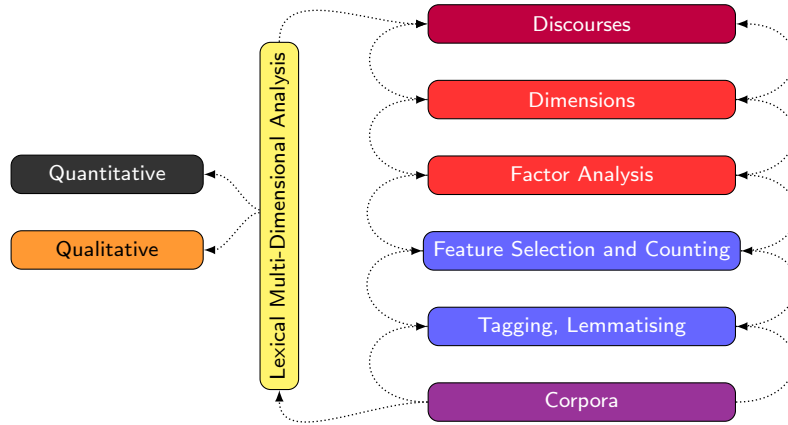 Discourses
Dimensions
Factor Analysis
Feature Selection and Counting
Tagging, Lemmatising
Corpora
Lexical Multi-Dimensional Analysis
Quantitative
Qualitative